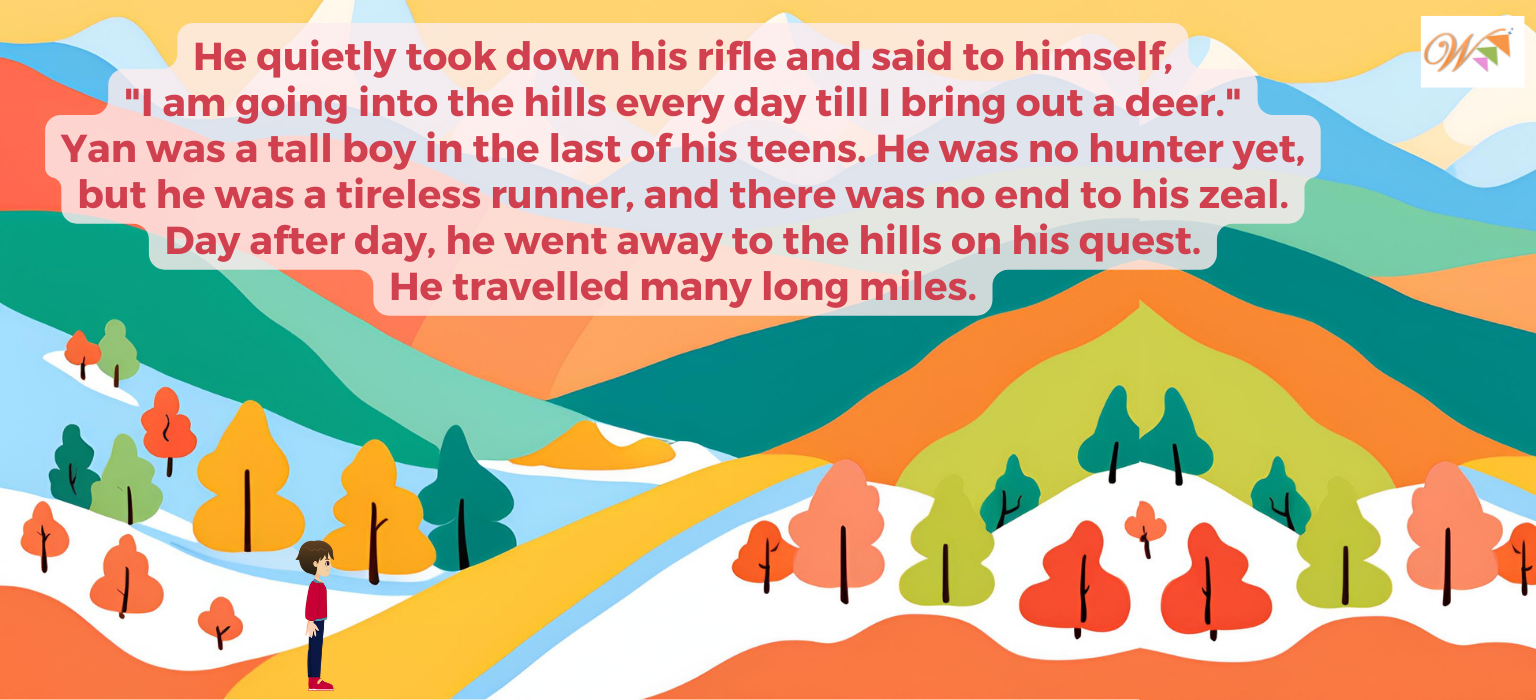 He quietly took down his rifle and said to himself,
"I am going into the hills every day till I bring out a deer."
Yan was a tall boy in the last of his teens. He was no hunter yet,
but he was a tireless runner, and there was no end to his zeal.
Day after day, he went away to the hills on his quest.
He travelled many long miles.
W